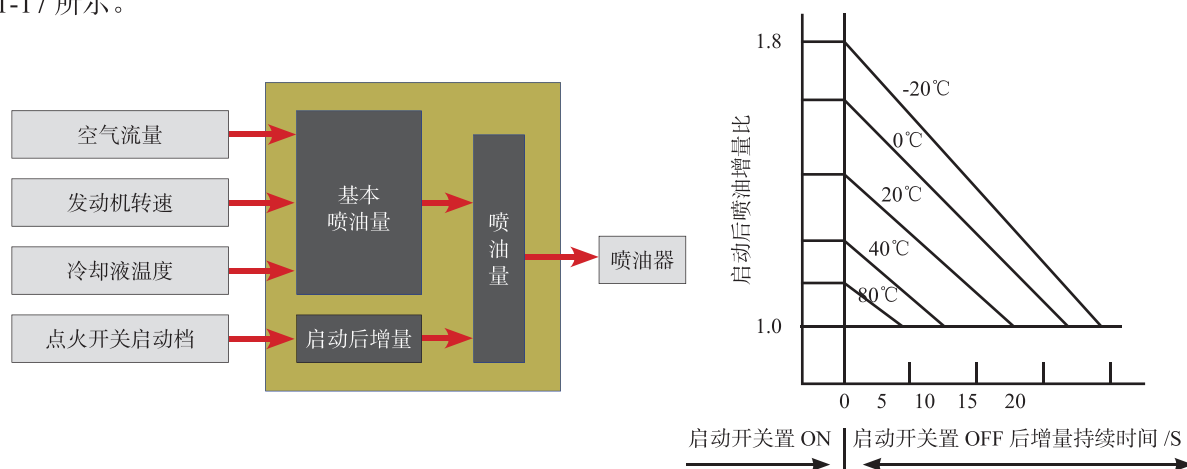 1-17 所示。
空气流量
发动机转速
冷却液温度
点火开关启动档
基本
喷油量
启动后增量
喷
油
量
喷油器
启动后喷油增量比
1.8
1.0
-20℃
0℃
20℃
40℃
80℃
0 5 10 15 20
启动开关置 ON
启动开关置 OFF 后增量持续时间 /S